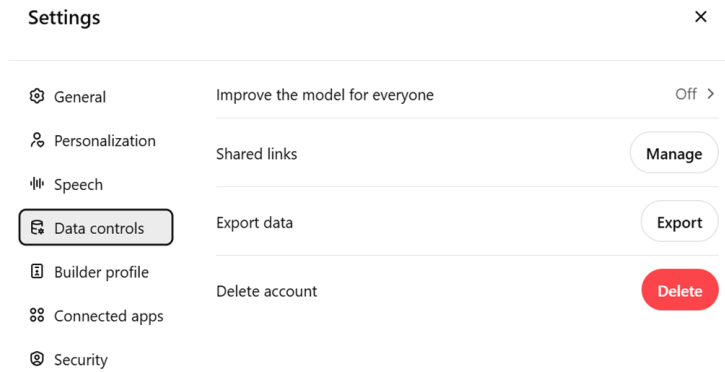 Settings
General
Personalization
Speech
Data controls
Builder profile
Connected apps
Security
Improve the model for everyone
Off
Shared links
Manage
Export data
Export
Delete account
Delete